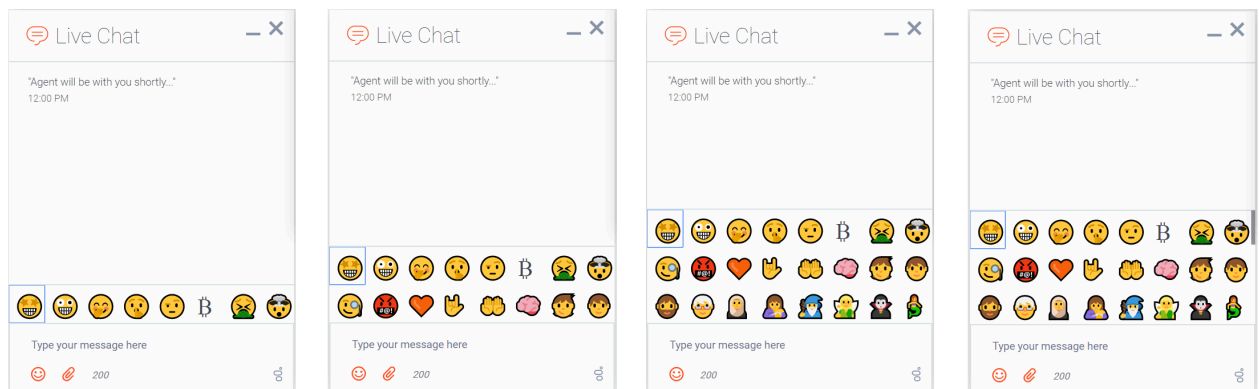 Live Chat
"Agent will be with you shortly..."
12:00 PM
Type your message here
200
Live Chat
"Agent will be with you shortly..."
12:00 PM
#@!
Type your message here
200
Live Chat
"Agent will be with you shortly..."
12:00 PM
#@!
Type your message here
200
Live Chat
"Agent will be with you shortly..."
12:00 PM
#@!
Type your message here
200